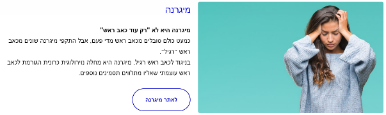 מיגרנה
מיגרנה היא לא "רק עוד כאב ראש"
כמעט כולם סובלים מכאב ראש מדי פעם, אבל התקפי מיגרנה שונים מכאב
ראש "רגיל".
בניגוד לכאב ראש רגיל, מיגרנה היא מחלה נוירולוגית כרונית הגורמת לכאב
ראש עוצמתי שאליו מתלווים תסמינים נוספים.
לאתר מיגרנה